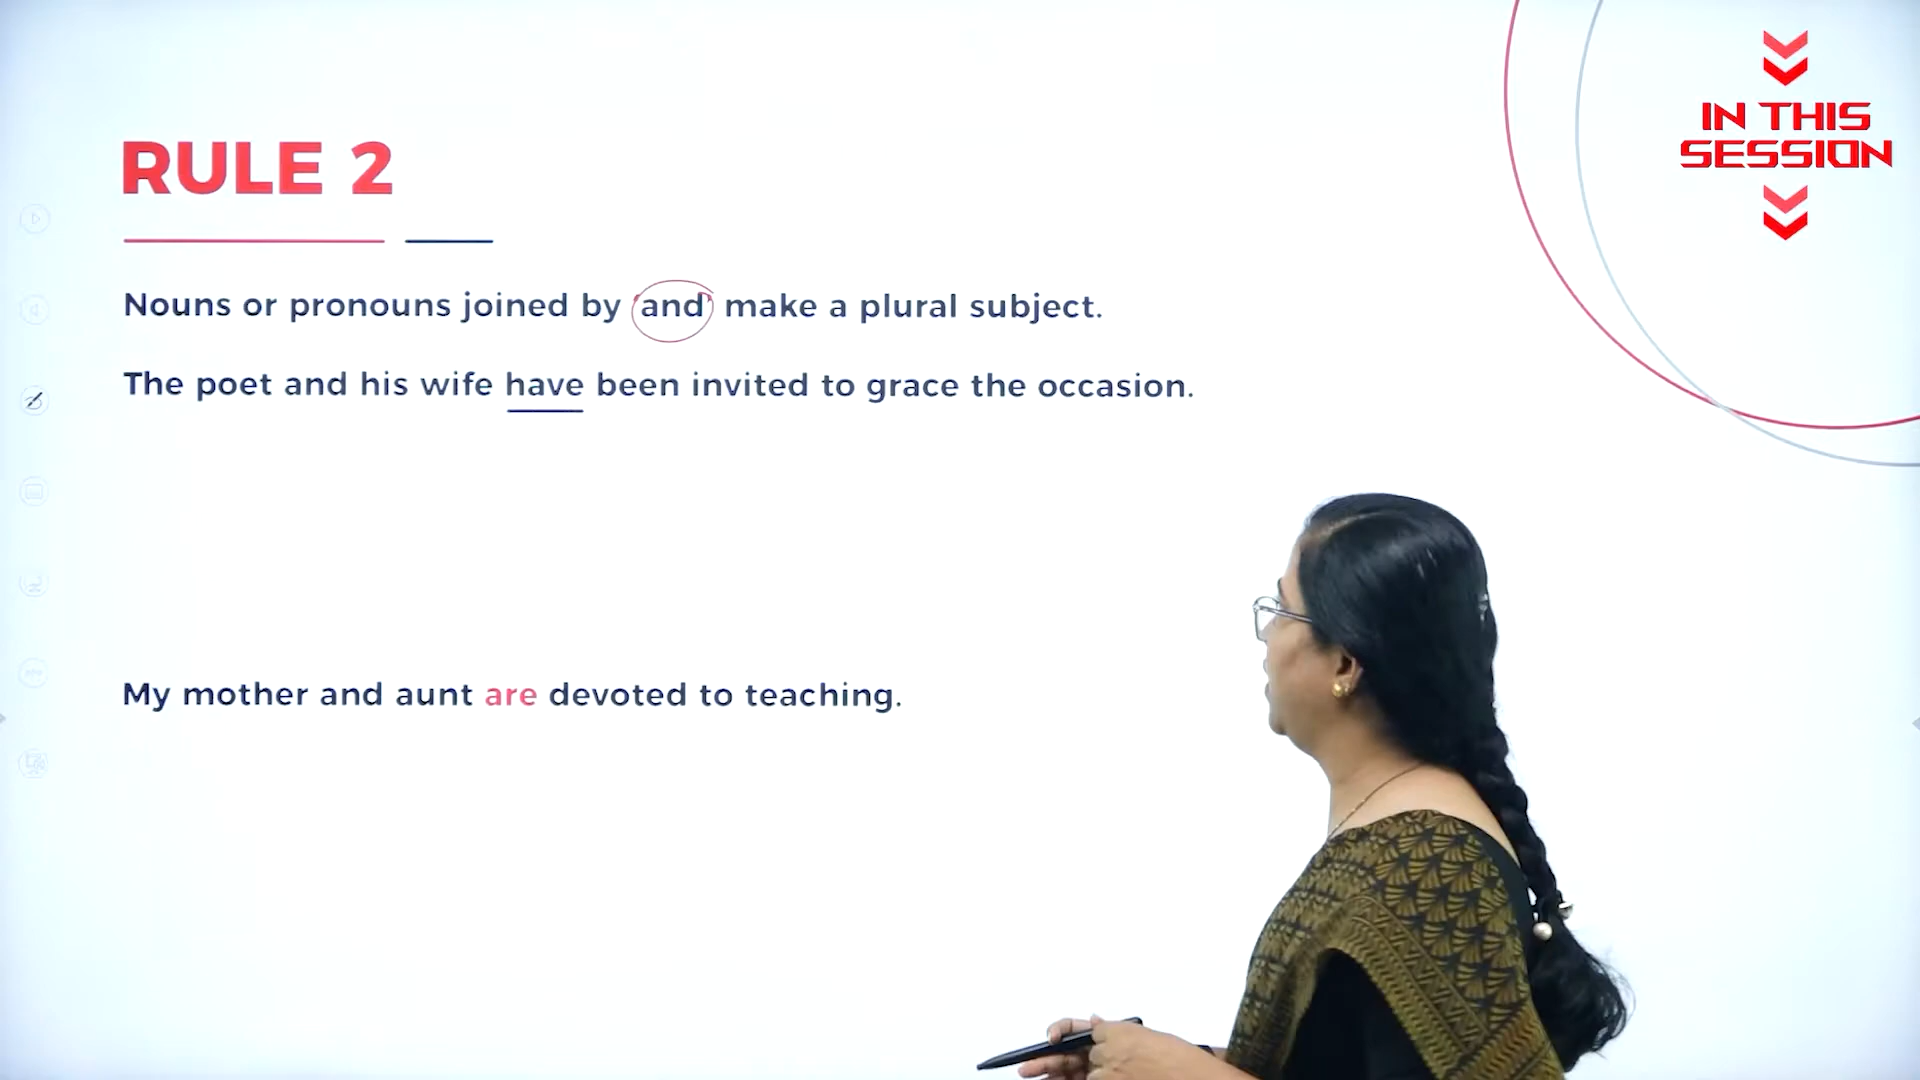 IN THIS
SESSION
RULE 2
Nouns or pronouns joined by 'and' make a plural subject.
The poet and his wife have been invited to grace the occasion.
My mother and aunt are devoted to teaching.